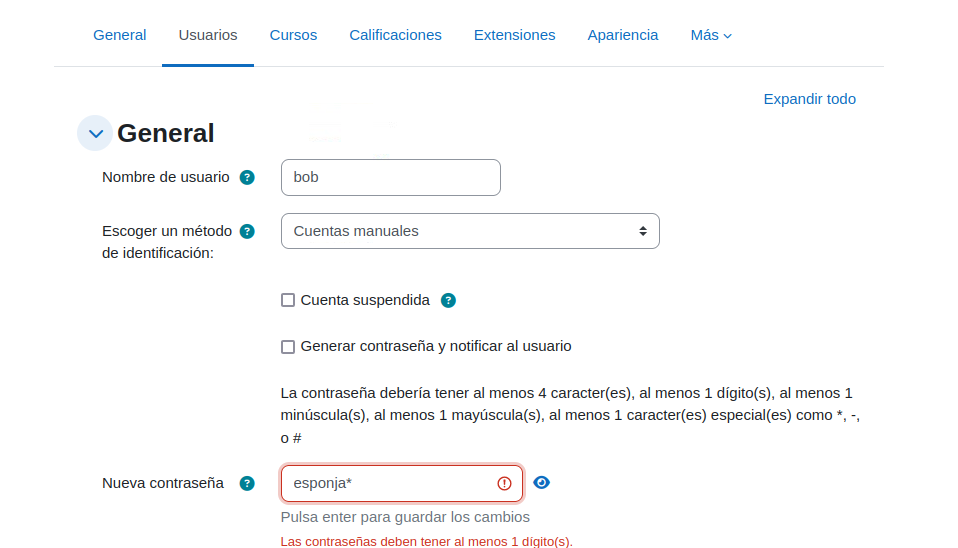 General Usuarios Cursos Calificaciones Extensiones Apariencia Más
Expandir todo
General
Nombre de usuario ? bob
Escoger un método ? Cuentas manuales
de identificación:
Cuenta suspendida ?
Generar contraseña y notificar al usuario
La contraseña debería tener al menos 4 caracter(es), al menos 1 dígito(s), al menos 1
minúscula(s), al menos 1 mayúscula(s), al menos 1 caracter(es) especial(es) como *, -,
o #
Nueva contraseña ? esponja*
Pulsa enter para guardar los cambios
Las contraseñas deben tener al menos 1 dígito(s).